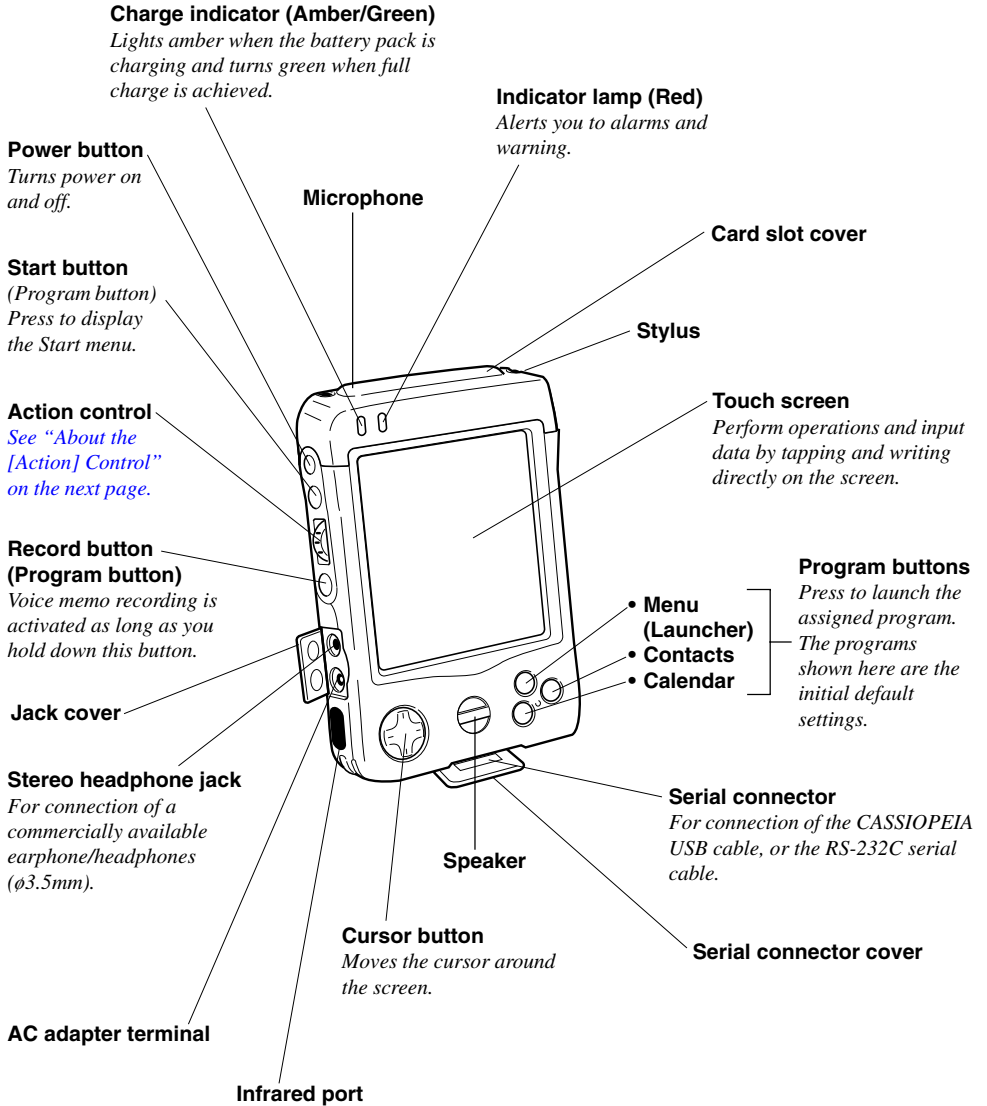 Charge indicator (Amber/Green)
Lights amber when the battery pack is
charging and turns green when full
charge is achieved.
Indicator lamp (Red)
Alerts you to alarms and
warning.
Power button
Turns power on
and off.
Microphone
Card slot cover
Start button
(Program button)
Press to display
the Start menu.
Stylus
Action control
See “About the
[Action] Control”
on the next page.
Touch screen
Perform operations and input
data by tapping and writing
directly on the screen.
Record button
(Program button)
Voice memo recording is
activated as long as you
hold down this button.
• Menu
(Launcher)
• Contacts
• Calendar
Program buttons
Press to launch the
assigned program.
The programs
shown here are the
initial default
settings.
Jack cover
Stereo headphone jack
For connection of a
commercially available
earphone/headphones
(ø3.5mm).
Serial connector
For connection of the CASSIOPEIA
USB cable, or the RS-232C serial
cable.
Speaker
Cursor button
Moves the cursor around
the screen.
Serial connector cover
AC adapter terminal
Infrared port